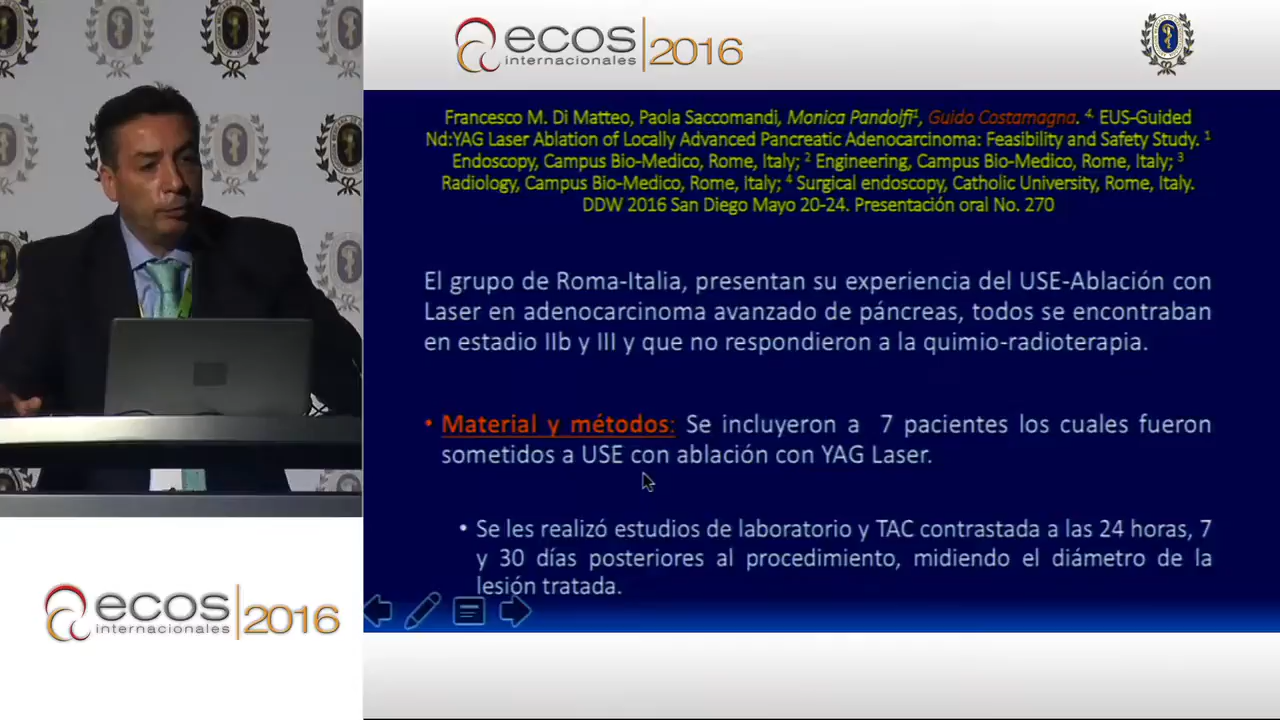 ecos
internacionales
2016
Francesco M. Di Matteo, Paola Saccomandi, Monica Pandolfi¹, Guido Costamagna. ⁴· EUS-Guided
Nd:YAG Laser Ablation of Locally Advanced Pancreatic Adenocarcinoma: Feasibility and Safety Study. ¹
Endoscopy, Campus Bio-Medico, Rome, Italy; ² Engineering, Campus Bio-Medico, Rome, Italy; ³
Radiology, Campus Bio-Medico, Rome, Italy; ⁴ Surgical endoscopy, Catholic University, Rome, Italy.
DDW 2016 San Diego Mayo 20-24. Presentación oral No. 270
El grupo de Roma-Italia, presentan su experiencia del USE-Ablación con
Laser en adenocarcinoma avanzado de páncreas, todos se encontraban
en estadio IIb y III y que no respondieron a la quimio-radioterapia.
• Material y métodos: Se incluyeron a 7 pacientes los cuales fueron
sometidos a USE con ablación con YAG Laser.
• Se les realizó estudios de laboratorio y TAC contrastada a las 24 horas, 7
y 30 días posteriores al procedimiento, midiendo el diámetro de la
lesión tratada.
ecos
internacionales
2016